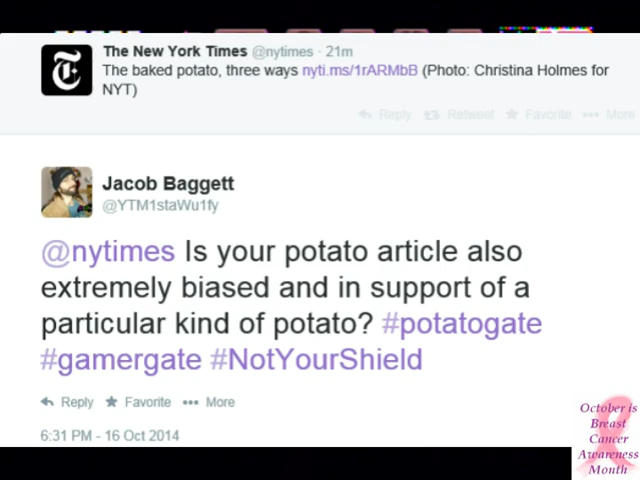 The New York Times @nytimes · 21m
The baked potato, three ways nyti.ms/1rARMbB (Photo: Christina Holmes for
NYT)
Reply Retweet Favorite ••• More
Jacob Baggett
@YTM1staWu1fy
@nytimes Is your potato article also
extremely biased and in support of a
particular kind of potato? #potatogate
#gamergate #NotYourShield
Reply Favorite ••• More
6:31 PM - 16 Oct 2014
October is
Breast
Cancer
Awareness
Month